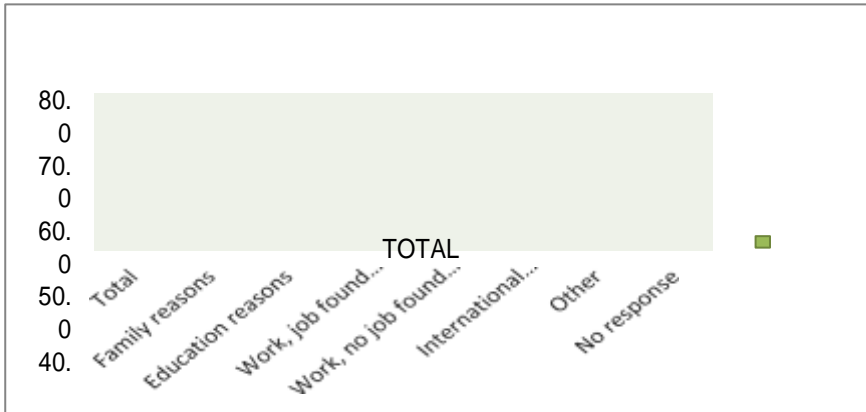 80.
0
70.
0
60.
0
50.
0
40.
TOTAL
Total
Family reasons
Education reasons
Work, job found...
Work, no job found...
International...
Other
No response